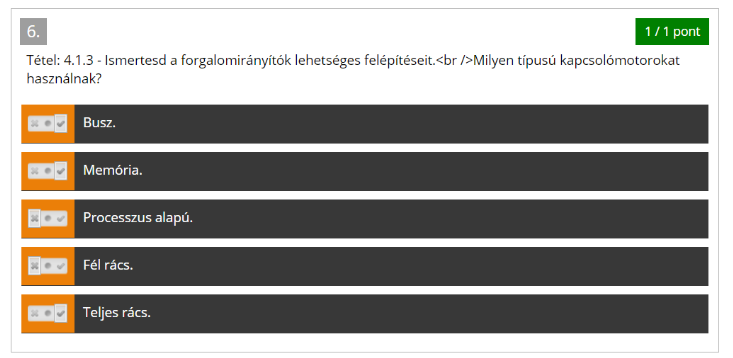 6.
1 / 1 pont
Tétel: 4.1.3 - Ismertesd a forgalomirányítók lehetséges felépítéseit.<br />Milyen típusú kapcsolómotorokat
használnak?
Busz.
Memória.
Processzus alapú.
Fél rács.
Teljes rács.